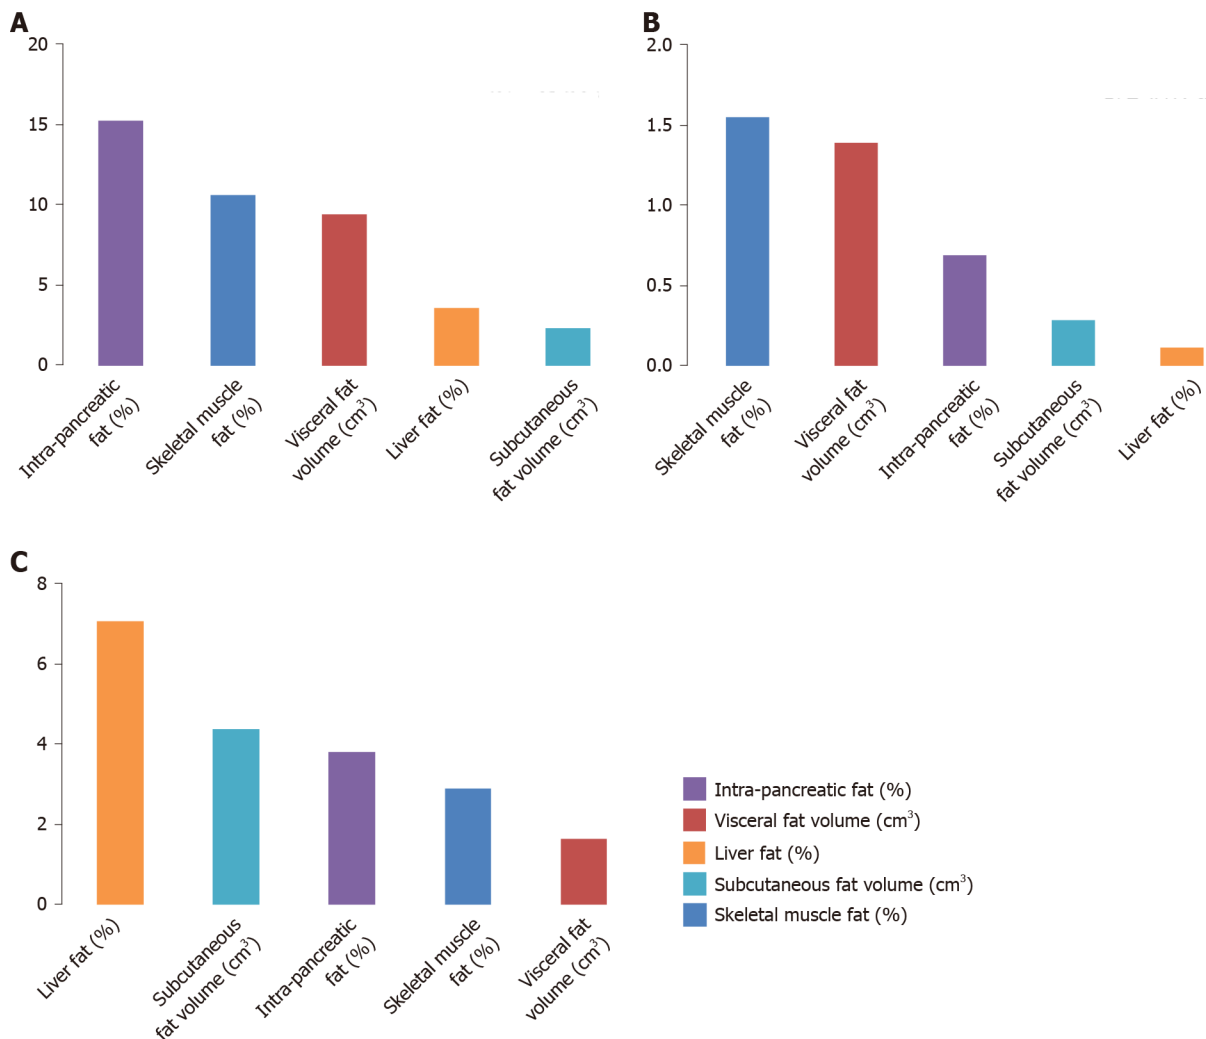 A
20
15
10
5
0
Intra-pancreatic
fat (%)
Skeletal muscle
fat (%)
Visceral fat
volume (cm³)
Liver fat (%)
Subcutaneous
fat volume (cm³)
B
2.0
1.5
1.0
0.5
0.0
Skeletal muscle
fat (%)
Visceral fat
volume (cm³)
Intra-pancreatic
fat (%)
Subcutaneous
fat volume (cm³)
Liver fat (%)
C
8
6
4
2
0
Liver fat (%)
Subcutaneous
fat volume (cm³)
Intra-pancreatic
fat (%)
Skeletal muscle
fat (%)
Visceral fat
volume (cm³)
Intra-pancreatic fat (%)
Visceral fat volume (cm³)
Liver fat (%)
Subcutaneous fat volume (cm³)
Skeletal muscle fat (%)